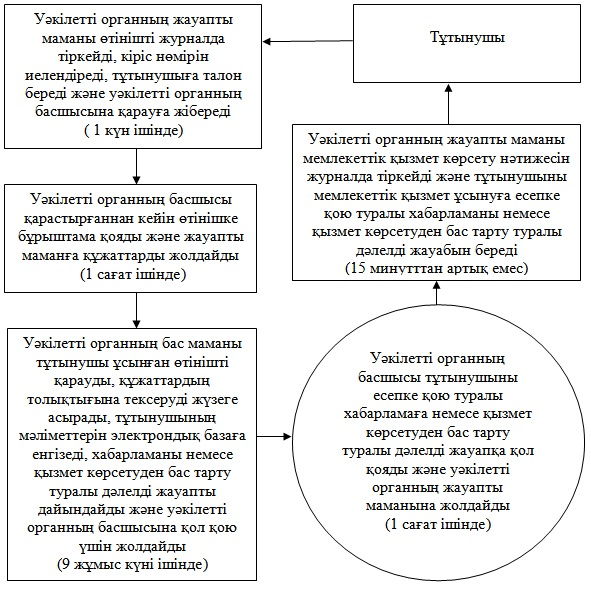 Уәкілетті органның жауапты
маманы өтінішті журналда
тіркейді, кіріс нөмірін
иелендіреді, тұтынушыға талон
береді және уәкілетті органның
басшысына қарауға жібереді
( 1 күн ішінде)
Тұтынушы
Уәкілетті органның жауапты маманы
мемлекеттік қызмет көрсету нәтижесін
журналда тіркейді және тұтынушыны
мемлекеттік қызмет ұсынуға есепке
қою туралы хабарламаны немесе
қызмет көрсетуден бас тарту туралы
дәлелді жауабын береді
(15 минутттан артық емес)
Уәкілетті органның басшысы
қарастырғаннан кейін өтінішке
бұрыштама қояды және жауапты
маманға құжаттарды жолдайды
(1 сағат ішінде)
Уәкілетті органның бас маманы
тұтынушы ұсынған өтінішті
қарауды, құжаттардың
толықтығына тексеруді жүзеге
асырады, тұтынушының
мәліметтерін электрондық базаға
енгізеді, хабарламаны немесе
қызмет көрсетуден бас тарту
туралы дәлелді жауапты
дайындайды және уәкілетті
органның басшысына қол қою
үшін жолдайды
(9 жұмыс күні ішінде)
Уәкілетті органның
басшысы тұтынушыны
есепке қою туралы
хабарламаға немесе қызмет
көрсетуден бас тарту
туралы дәлелді жауапқа қол
қояды және уәкілетті
органның жауапты
маманына жолдайды
(1 сағат ішінде)